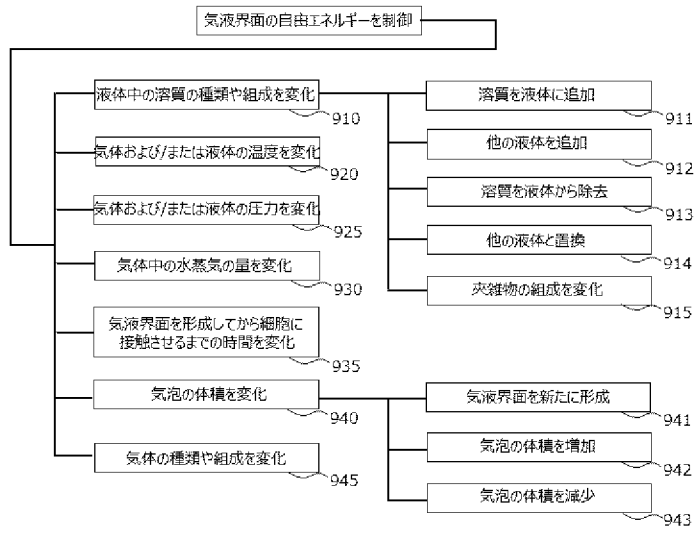 気液界面の自由エネルギーを制御
液体中の溶質の種類や組成を変化
910
溶質を液体に追加
911
他の液体を追加
912
溶質を液体から除去
913
他の液体と置換
914
夾雑物の組成を変化
915
気体および/または液体の温度を変化
920
気体および/または液体の圧力を変化
925
気体中の水蒸気の量を変化
930
気液界面を形成してから細胞に
接触させるまでの時間を変化
935
気泡の体積を変化
940
気液界面を新たに形成
941
気泡の体積を増加
942
気泡の体積を減少
943
気体の種類や組成を変化
945